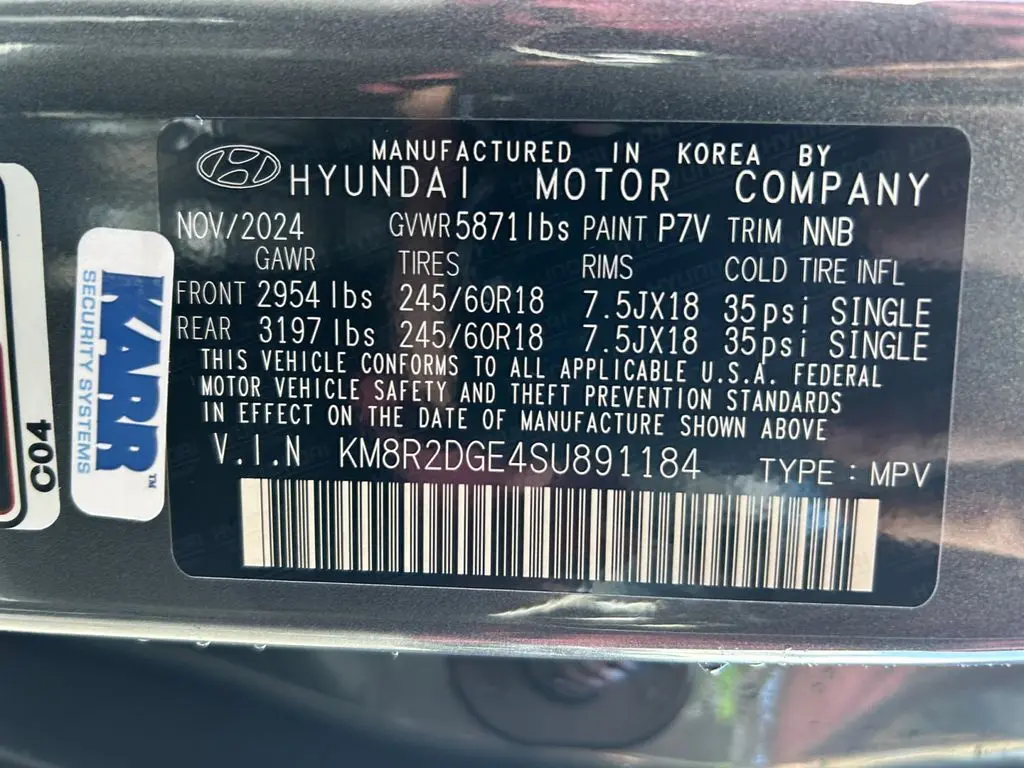 MANUFACTURED IN KOREA BY
HYUNDAI MOTOR COMPANY
NOV/2024 GVWR 5871lbs PAINT P7V TRIM NNB
GAWR TIRES RIMS COLD TIRE INFL
FRONT 2954 lbs 245/60R18 7.5JX18 35psi SINGLE
REAR 3197 lbs 245/60R18 7.5JX18 35psi SINGLE
THIS VEHICLE CONFORMS TO ALL APPLICABLE U.S.A. FEDERAL
MOTOR VEHICLE SAFETY AND THEFT PREVENTION STANDARDS
IN EFFECT ON THE DATE OF MANUFACTURE SHOWN ABOVE
V.I.N KM8R2DGE4SU891184 TYPE : MPV
KARR™
SECURITY SYSTEMS
C04